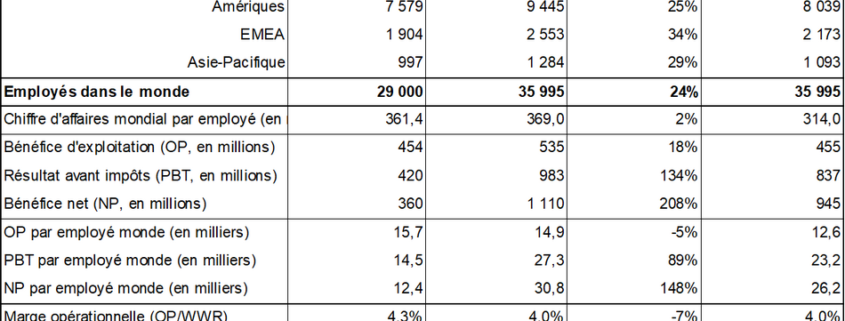 Amériques 7 579 9 445 25% 8 039
EMEA 1 904 2 553 34% 2 173
Asie-Pacifique 997 1 284 29% 1 093
Employés dans le monde 29 000 35 995 24% 35 995
Chiffre d'affaires mondial par employé (en 361,4 369,0 2% 314,0
Bénéfice d'exploitation (OP, en millions) 454 535 18% 455
Résultat avant impôts (PBT, en millions) 420 983 134% 837
Bénéfice net (NP, en millions) 360 1 110 208% 945
OP par employé monde (en milliers) 15,7 14,9 -5% 12,6
PBT par employé monde (en milliers) 14,5 27,3 89% 23,2
NP par employé monde (en milliers) 12,4 30,8 148% 26,2
Marge opérationnelle (OP/WWR) 4,3% 4,0% -7% 4,0%